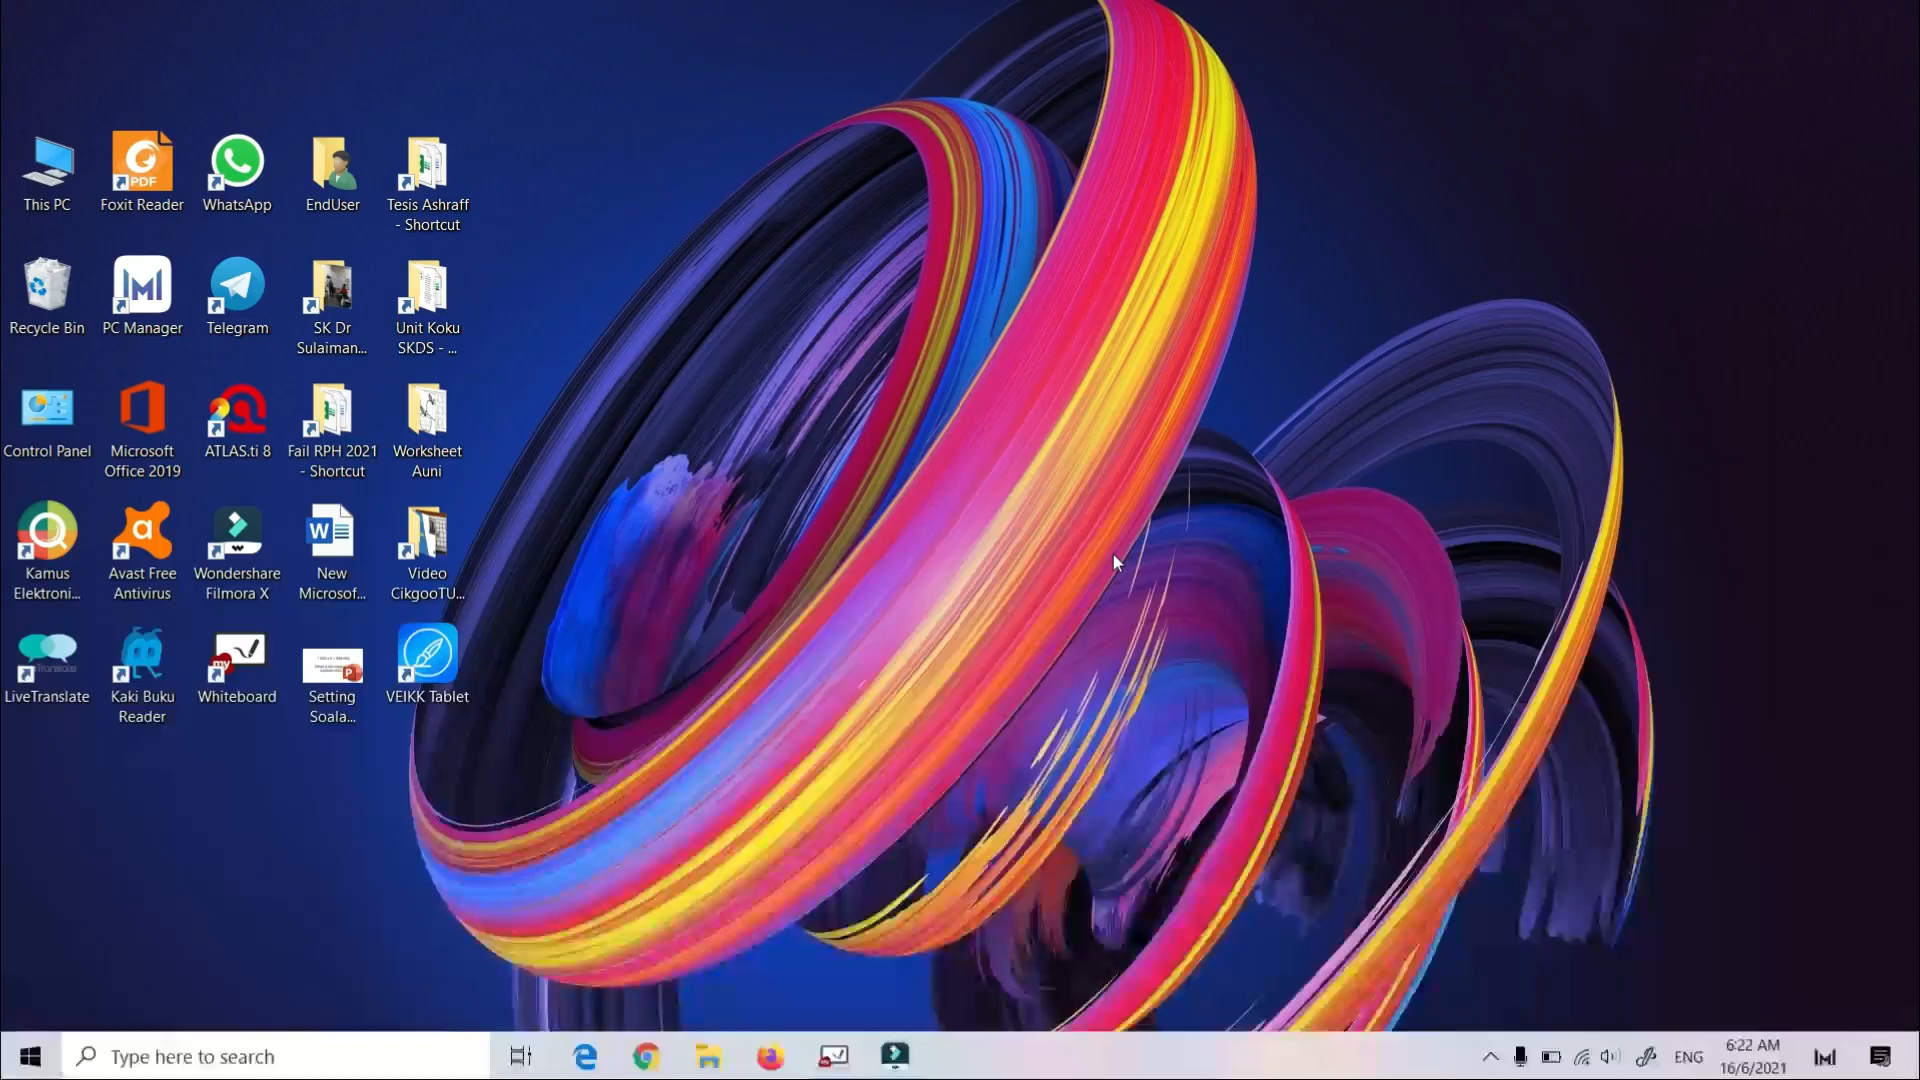 This PC
Foxit Reader
WhatsApp
EndUser
Tesis Ashraff
- Shortcut
Recycle Bin
PC Manager
Telegram
SK Dr
Sulaiman...
Unit Koku
SKDS - ...
Control Panel
Microsoft
Office 2019
ATLAS.ti 8
Fail RPH 2021
- Shortcut
Worksheet
Auni
Kamus
Elektroni...
Avast Free
Antivirus
Wondershare
Filmora X
New
Microsof...
Video
CikgooTU...
LiveTranslate
Kaki Buku
Reader
Whiteboard
Setting
Soala...
VEIKK Tablet
PDF
W
my
P
Type here to search
ENG
6:22 AM
16/6/2021